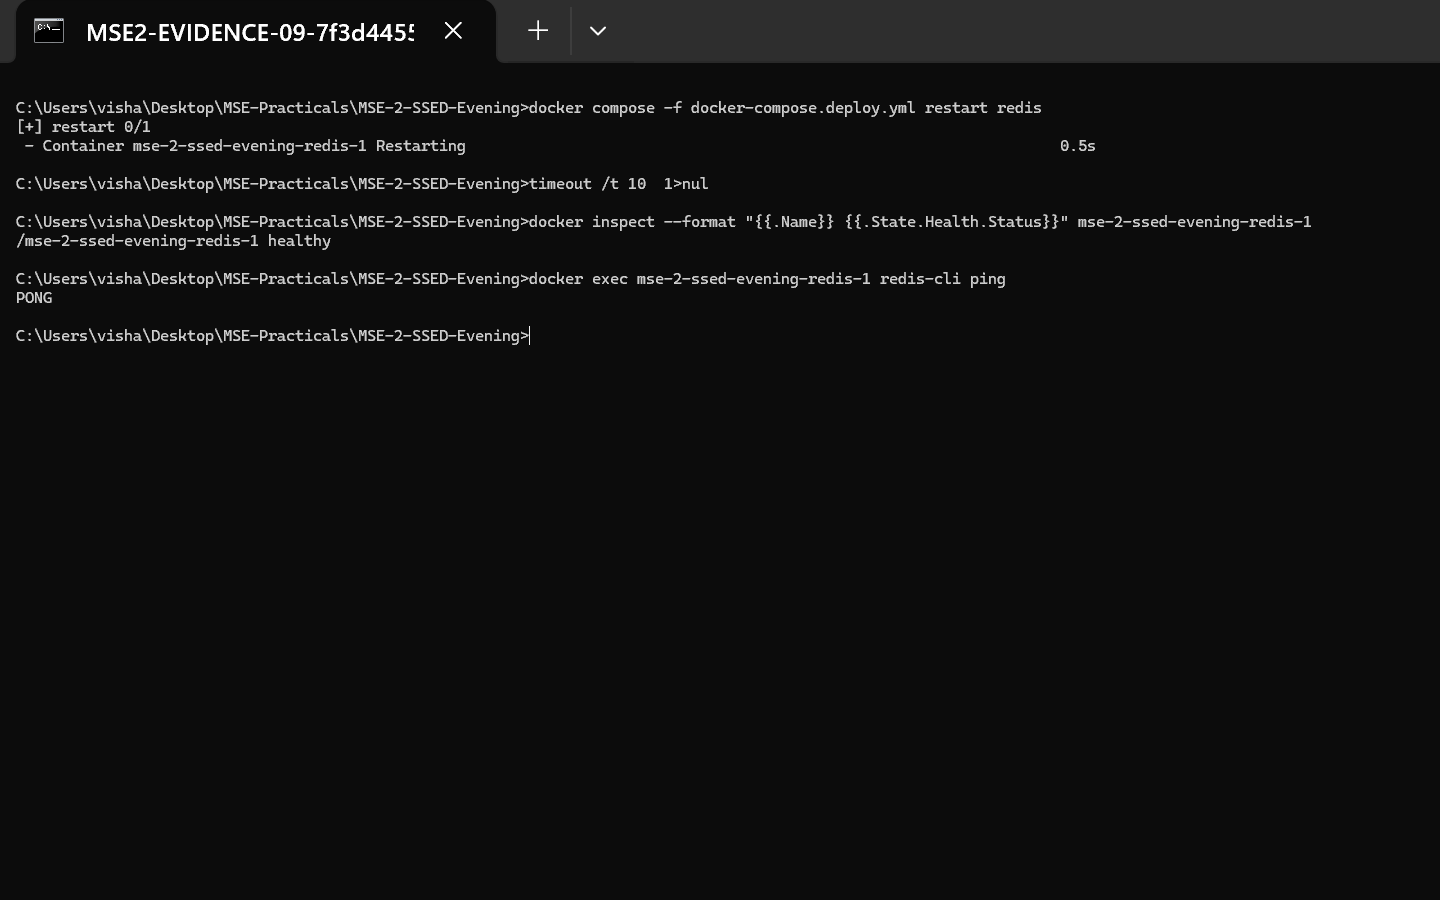 MSE2-EVIDENCE-09-7f3d4455
C:\Users\visha\Desktop\MSE-Practicals\MSE-2-SSED-Evening>docker compose -f docker-compose.deploy.yml restart redis
[+] restart 0/1
 - Container mse-2-ssed-evening-redis-1 Restarting 0.5s
C:\Users\visha\Desktop\MSE-Practicals\MSE-2-SSED-Evening>timeout /t 10  1>nul
C:\Users\visha\Desktop\MSE-Practicals\MSE-2-SSED-Evening>docker inspect --format "{{.Name}} {{.State.Health.Status}}" mse-2-ssed-evening-redis-1
/mse-2-ssed-evening-redis-1 healthy
C:\Users\visha\Desktop\MSE-Practicals\MSE-2-SSED-Evening>docker exec mse-2-ssed-evening-redis-1 redis-cli ping
PONG
C:\Users\visha\Desktop\MSE-Practicals\MSE-2-SSED-Evening>